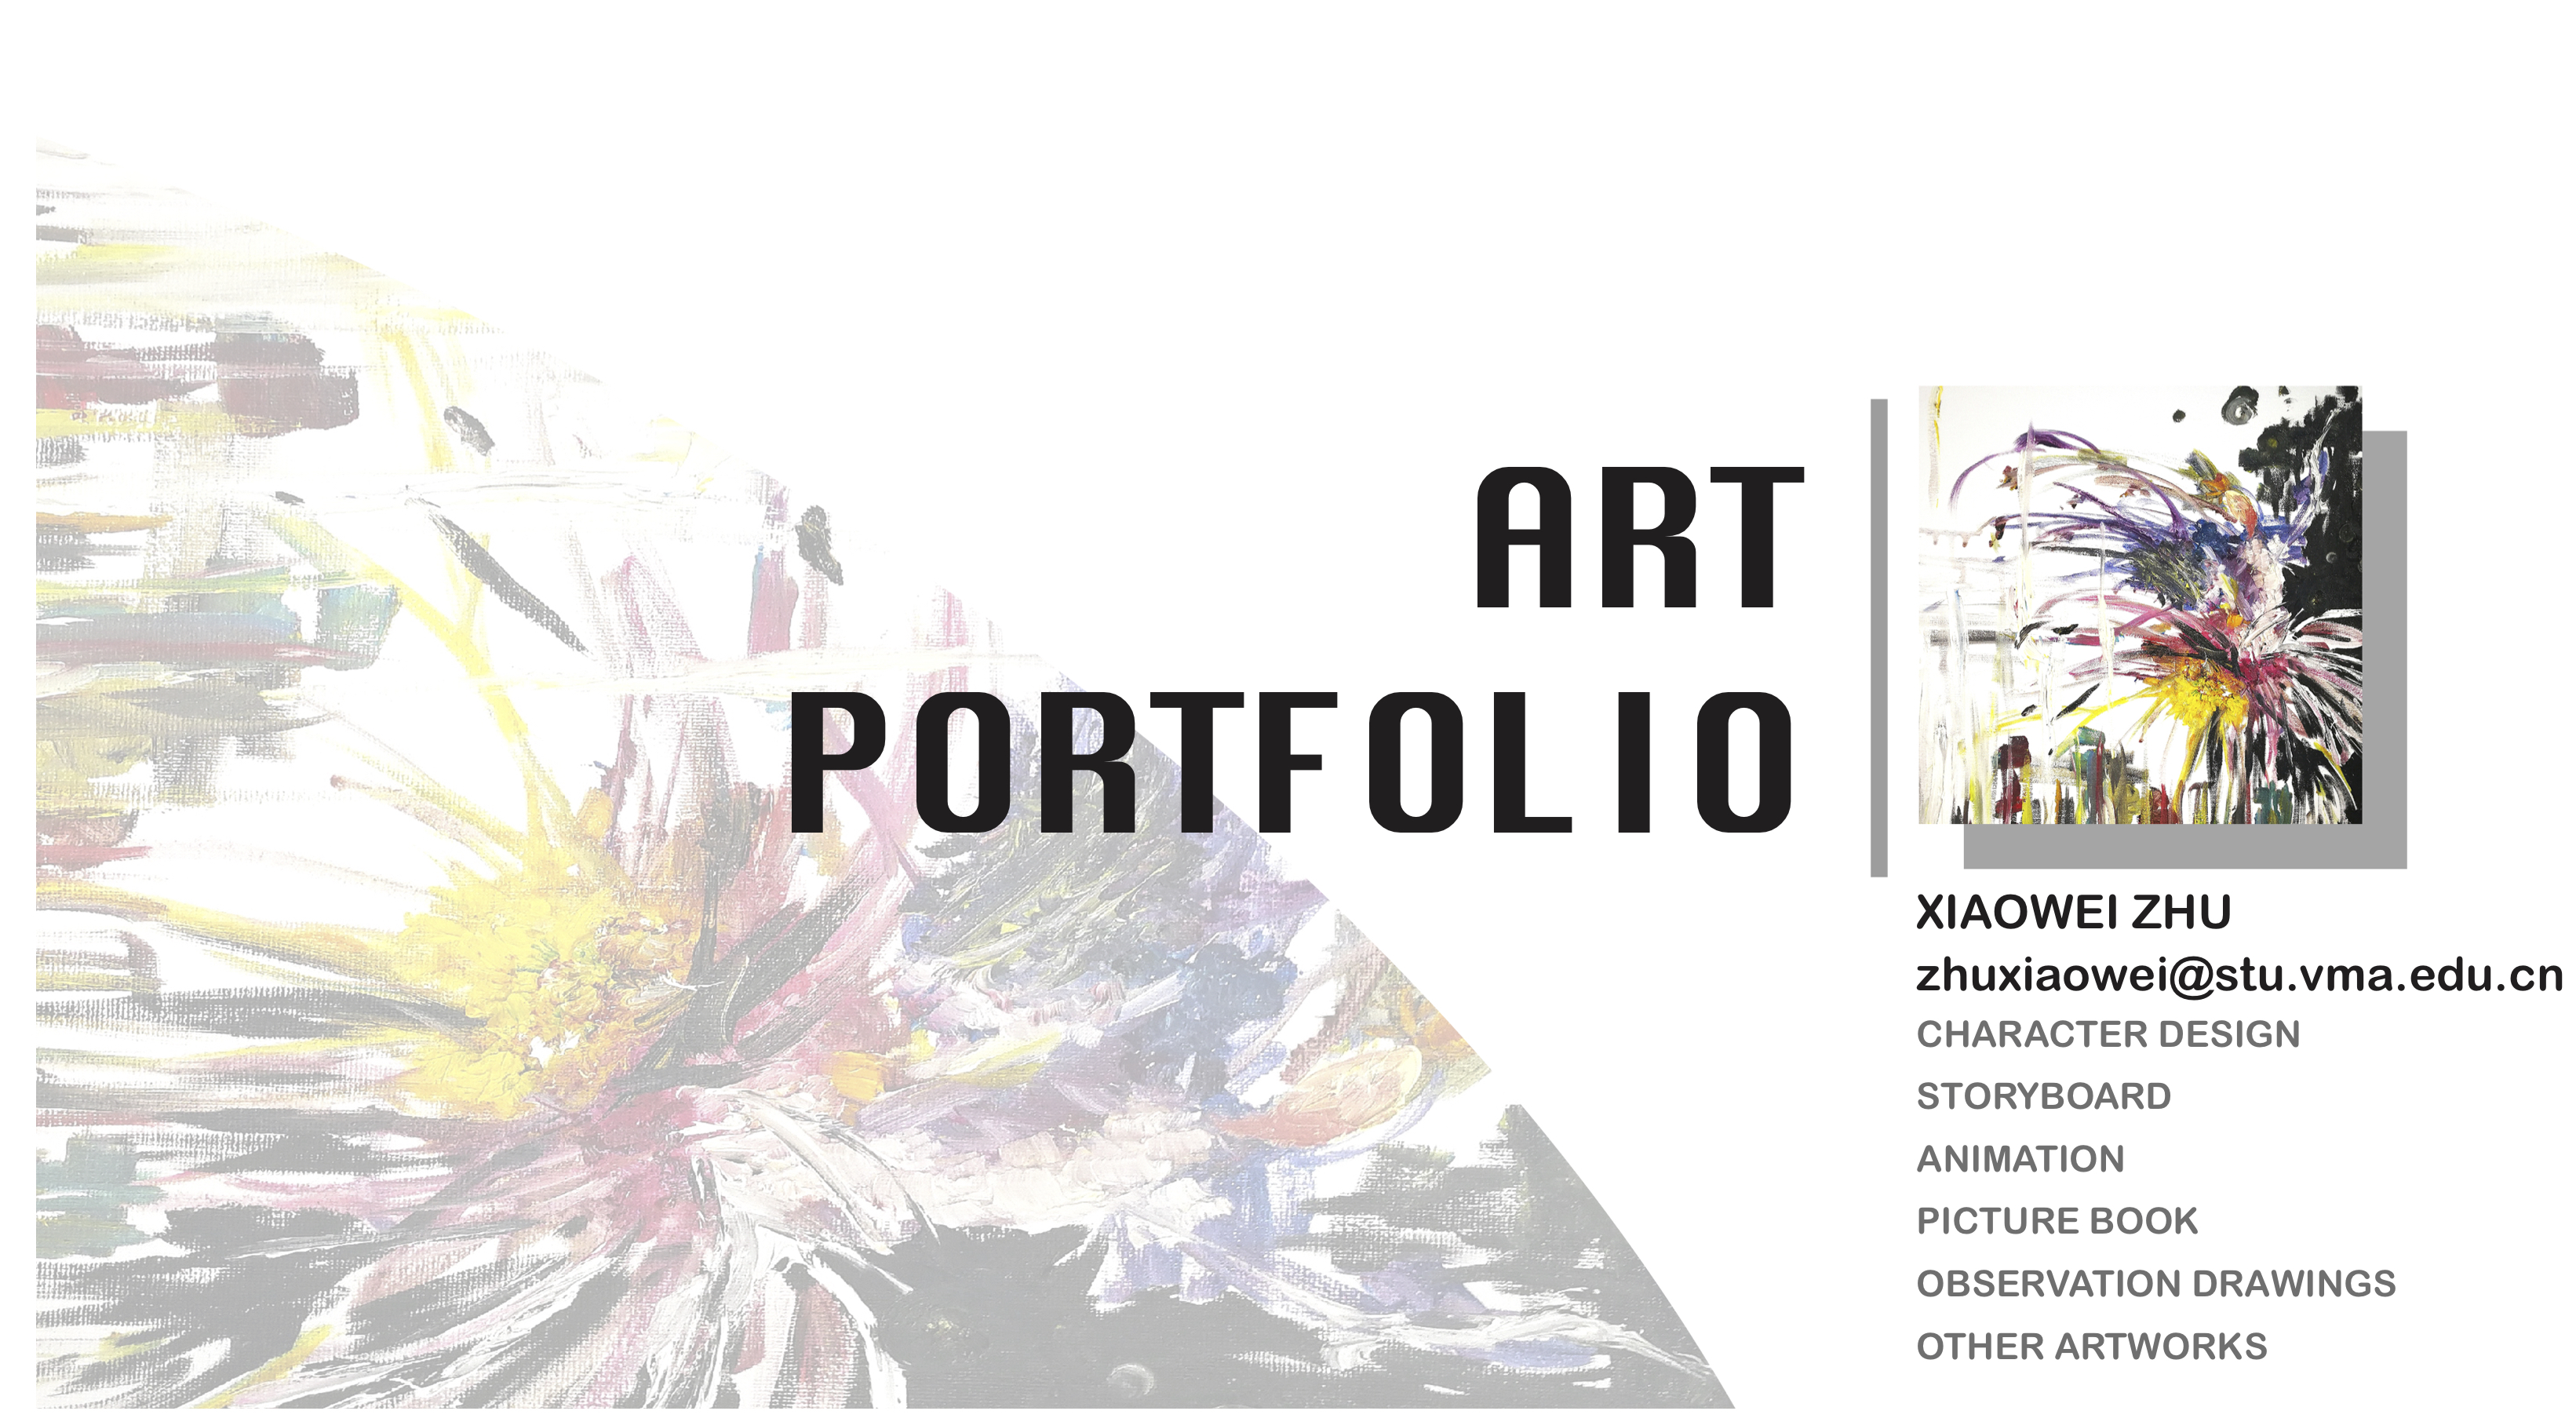 ART
PORTFOLIO
XIAOWEI ZHU
zhuxiaowei@stu.vma.edu.cn
CHARACTER DESIGN
STORYBOARD
ANIMATION
PICTURE BOOK
OBSERVATION DRAWINGS
OTHER ARTWORKS